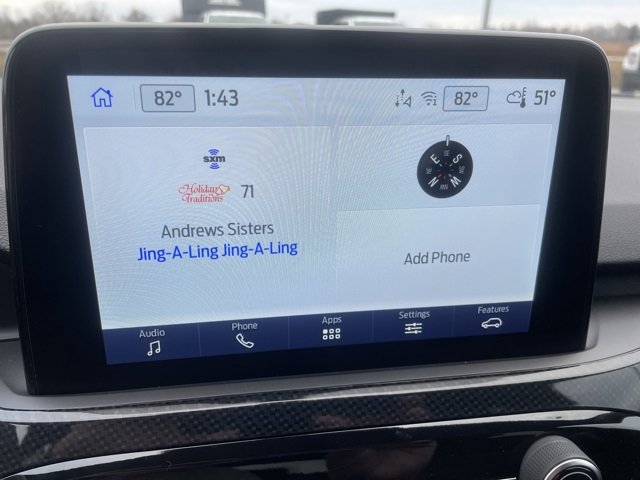 82° 1:43 82° 51°
sxm
Holiday Traditions 71
Andrews Sisters
Jing-A-Ling Jing-A-Ling
Add Phone
Audio Phone Apps Settings Features